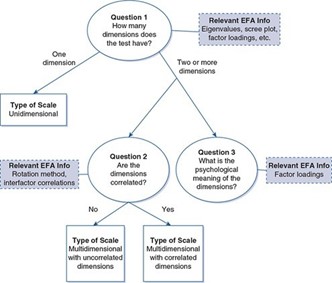 Question 1
How many
dimensions does
the test have?
Relevant EFA Info
Eigenvalues, scree plot,
factor loadings, etc.
One
dimension
Two or more
dimensions
Type of Scale
Unidimensional
Relevant EFA Info
Rotation method,
interfactor correlations
Question 2
Are the
dimensions
correlated?
Question 3
What is the
psychological
meaning of the
dimensions?
Relevant EFA Info
Factor loadings
No
Yes
Type of Scale
Multidimensional
with uncorrelated
dimensions
Type of Scale
Multidimensional
with correlated
dimensions